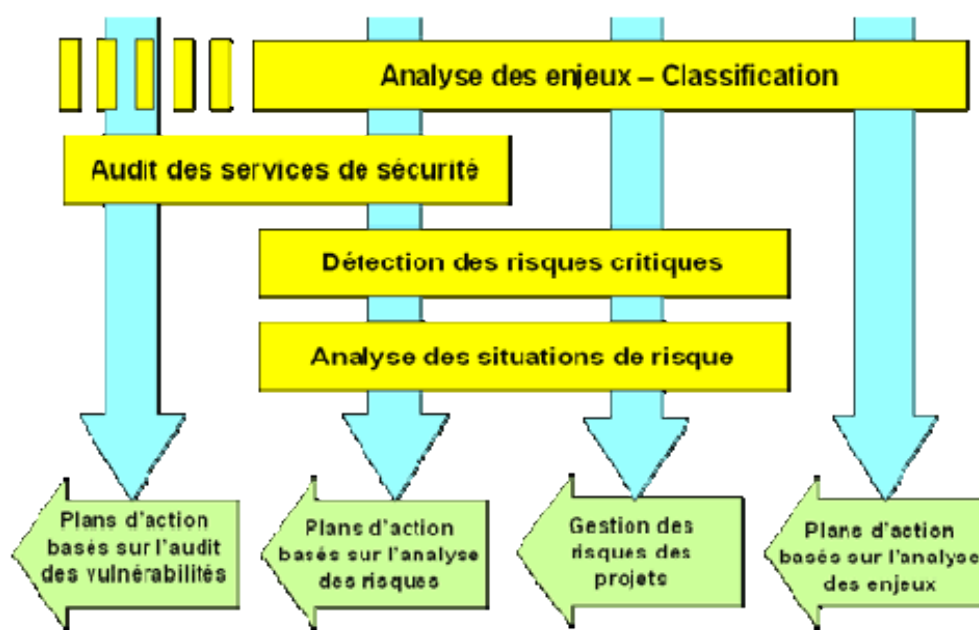 Analyse des enjeux – Classification
Audit des services de sécurité
Détection des risques critiques
Analyse des situations de risque
Plans d'action
basés sur l'audit
des vulnérabilités
Plans d'action
basés sur l'analyse
des risques
Gestion des
risques des
projets
Plans d'action
basés sur l'analyse
des enjeux